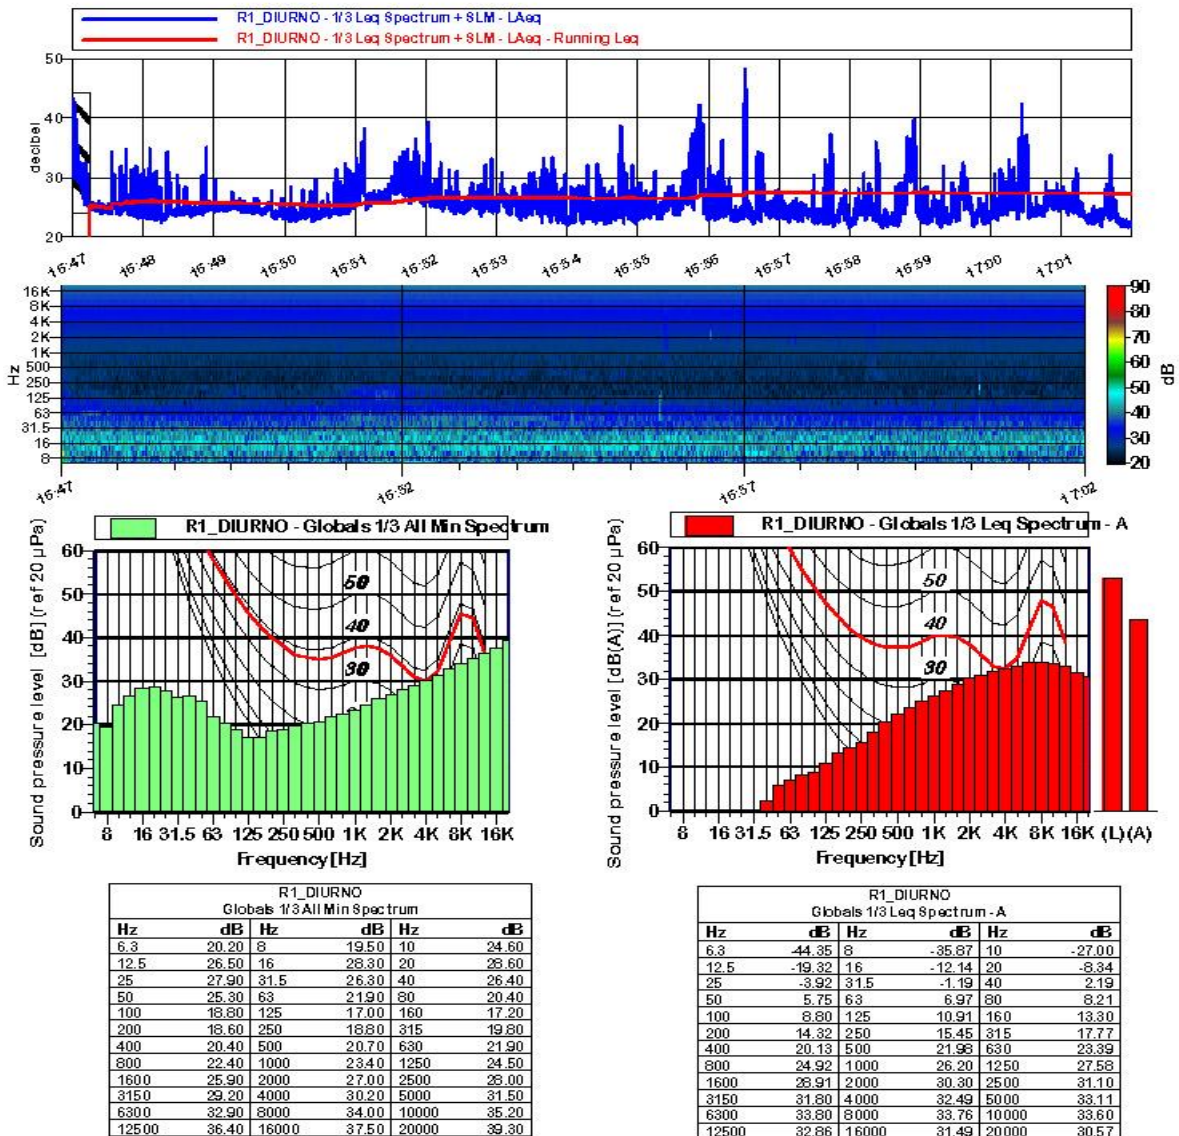 R1_DIURNO - 1/3 Leq Spectrum + SLM - LAeq
R1_DIURNO - 1/3 Leq Spectrum + SLM - LAeq - Running Leq
50
40
30
20
decibel
16:47 16:48 16:49 16:50 16:51 16:52 16:53 16:54 16:55 16:56 16:57 16:58 16:59 17:00 17:01
16K
8K
4K
2K
1K
500
250
125
63
31.5
16
8
Hz
90
80
70
60
50
40
30
20
dB
16:47 16:52 16:57 17:02
R1_DIURNO - Globals 1/3 All Min Spectrum
Sound pressure level [dB] (ref 20 µPa)
60
50
40
30
20
10
0
50
40
30
8 16 31.5 63 125 250 500 1K 2K 4K 8K 16K
Frequency [Hz]
R1_DIURNO - Globals 1/3 Leq Spectrum - A
Sound pressure level [dB(A)] (ref 20 µPa)
60
50
40
30
20
10
0
50
40
30
8 16 31.5 63 125 250 500 1K 2K 4K 8K 16K (L) (A)
Frequency [Hz]
R1_DIURNO
Globals 1/3 All Min Spectrum
Hz dB Hz dB Hz dB
6.3 20.20 8 19.50 10 24.60
12.5 26.50 16 28.30 20 28.60
25 27.90 31.5 26.30 40 26.40
50 25.30 63 21.90 80 20.40
100 18.80 125 17.00 160 17.20
200 18.60 250 18.80 315 19.80
400 20.40 500 20.70 630 21.90
800 22.40 1000 23.40 1250 24.50
1600 25.90 2000 27.00 2500 28.00
3150 29.20 4000 30.20 5000 31.50
6300 32.90 8000 34.00 10000 35.20
12500 36.40 16000 37.50 20000 39.30
R1_DIURNO
Globals 1/3 Leq Spectrum - A
Hz dB Hz dB Hz dB
6.3 -44.35 8 -35.87 10 -27.00
12.5 -19.32 16 -12.14 20 -8.34
25 -3.92 31.5 -1.19 40 2.19
50 5.75 63 6.97 80 8.21
100 8.80 125 10.91 160 13.30
200 14.32 250 15.45 315 17.77
400 20.13 500 21.98 630 23.39
800 24.92 1000 26.20 1250 27.58
1600 28.91 2000 30.30 2500 31.10
3150 31.80 4000 32.49 5000 33.11
6300 33.80 8000 33.76 10000 33.60
12500 32.86 16000 31.49 20000 30.57